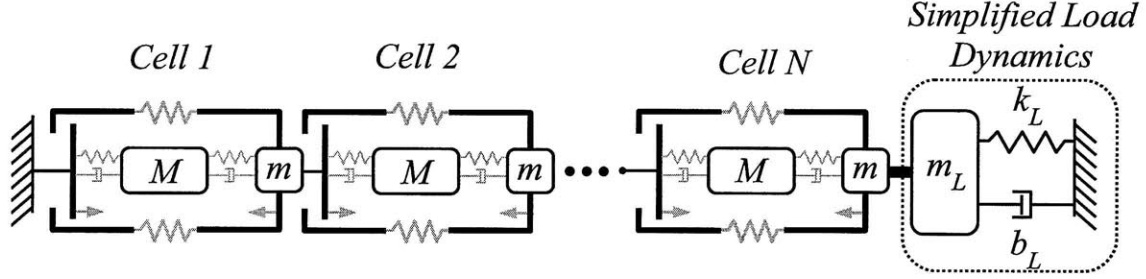 Simplified Load
Dynamics
Cell 1
Cell 2
Cell N
M
m
M
m
M
m
m_L
k_L
b_L